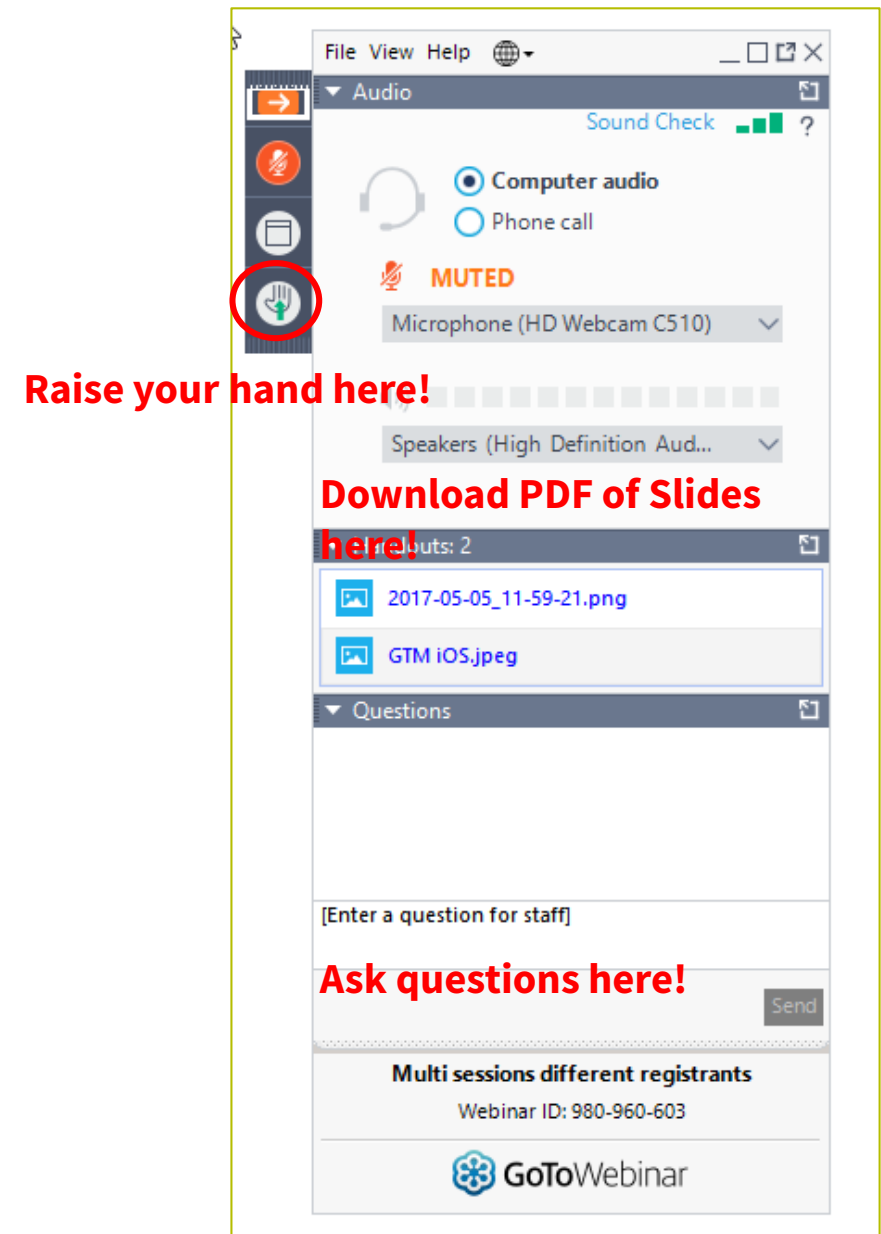 File View Help
Audio
Sound Check ?
Computer audio
Phone call
MUTED
Microphone (HD Webcam C510)
Raise your hand here!
Speakers (High Definition Aud...
Download PDF of Slides
here!
Handouts: 2
2017-05-05_11-59-21.png
GTM iOS.jpeg
Questions
[Enter a question for staff]
Ask questions here!
Send
Multi sessions different registrants
Webinar ID: 980-960-603
GoToWebinar